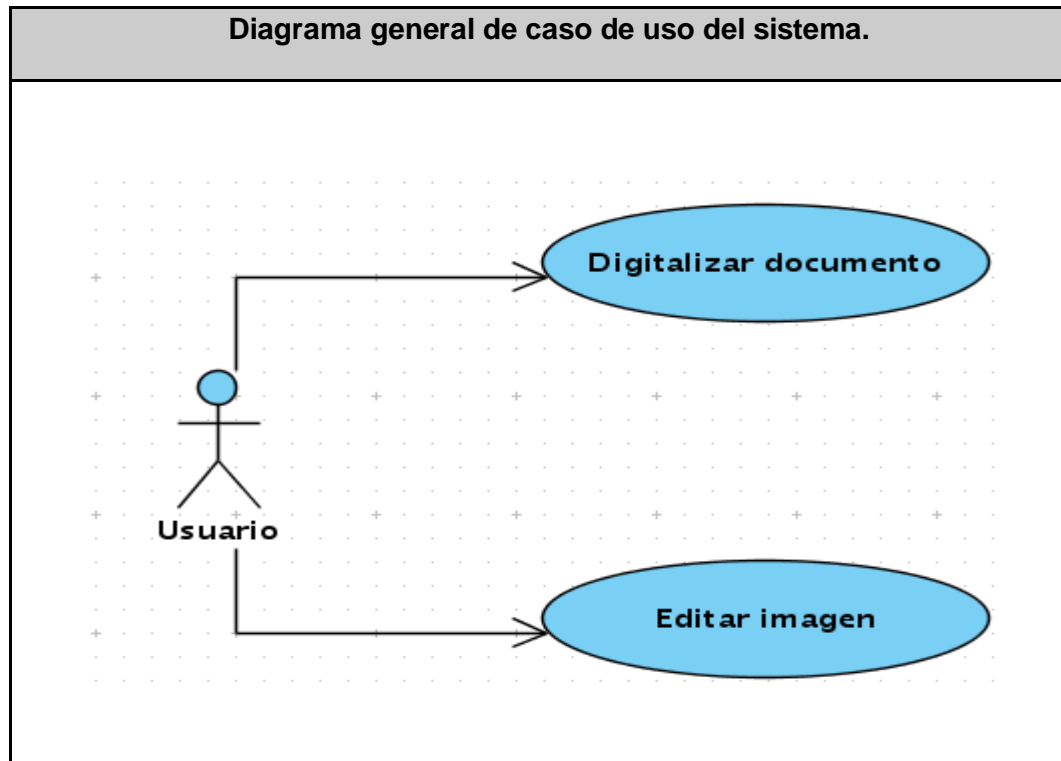 Diagrama general de caso de uso del sistema.
Digitalizar documento
Usuario
Editar imagen